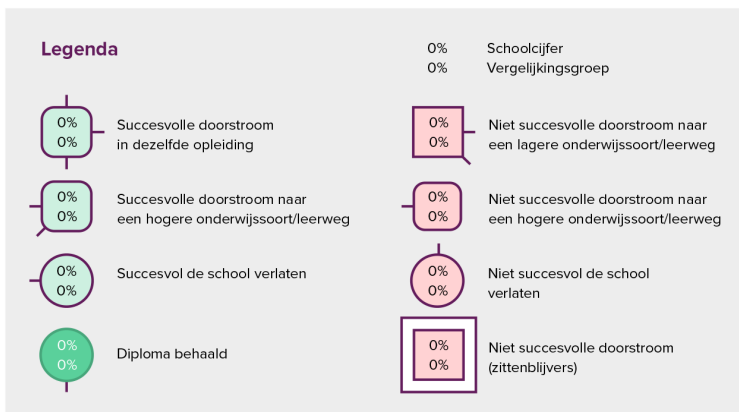 Legenda
0% Schoolcijfer
0% Vergelijkingsgroep
0% Succesvolle doorstroom
0% in dezelfde opleiding
0% Niet succesvolle doorstroom naar
0% een lagere onderwijssoort/leerweg
0% Succesvolle doorstroom naar
0% een hogere onderwijssoort/leerweg
0% Niet succesvolle doorstroom naar
0% een hogere onderwijssoort/leerweg
0% Succesvol de school verlaten
0%
0% Niet succesvol de school
0% verlaten
0% Diploma behaald
0%
0% Niet succesvolle doorstroom
0% (zittenblijvers)